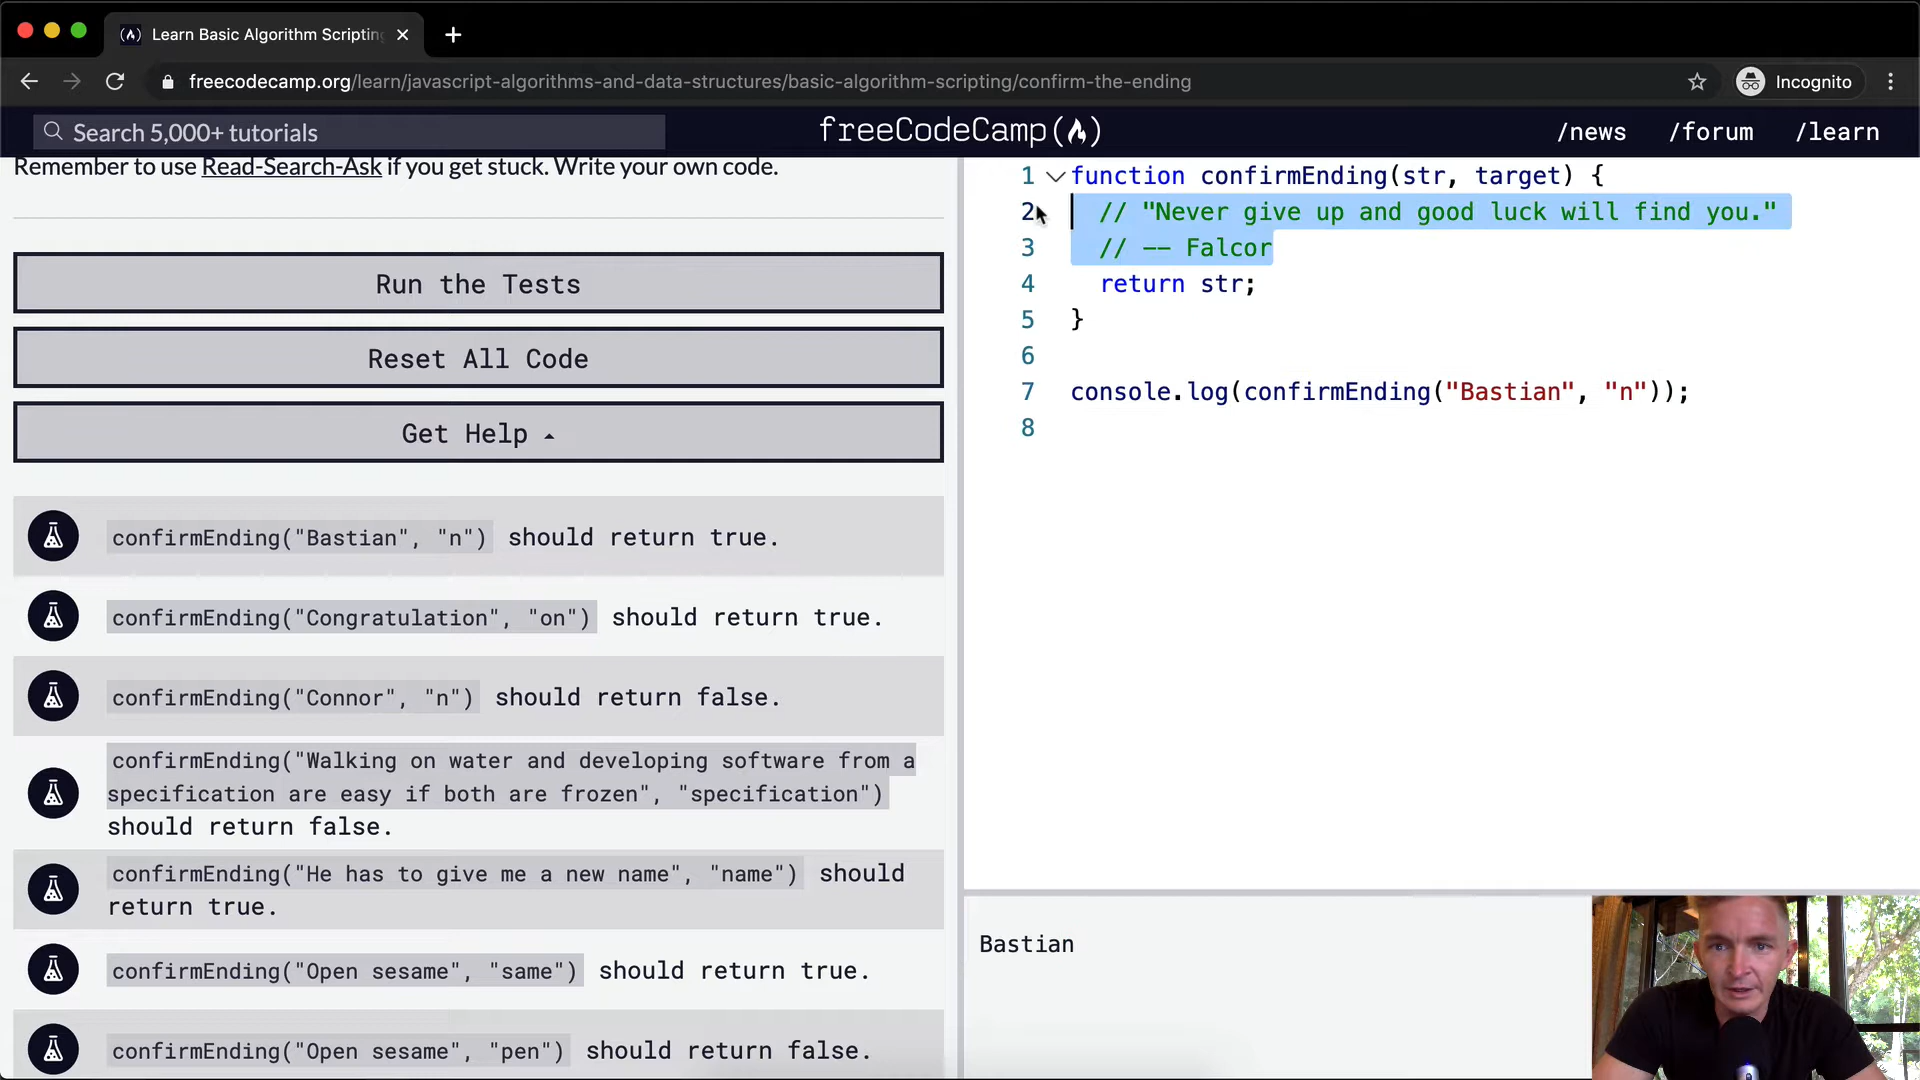 Learn Basic Algorithm Scripting
freecodecamp.org/learn/javascript-algorithms-and-data-structures/basic-algorithm-scripting/confirm-the-ending
Incognito
Search 5,000+ tutorials
freeCodeCamp
/news
/forum
/learn
Remember to use Read-Search-Ask if you get stuck. Write your own code.
Run the Tests
Reset All Code
Get Help
confirmEnding("Bastian", "n") should return true.
confirmEnding("Congratulation", "on") should return true.
confirmEnding("Connor", "n") should return false.
confirmEnding("Walking on water and developing software from a
specification are easy if both are frozen", "specification")
should return false.
confirmEnding("He has to give me a new name", "name") should
return true.
confirmEnding("Open sesame", "same") should return true.
confirmEnding("Open sesame", "pen") should return false.
1 function confirmEnding(str, target) {
2 // "Never give up and good luck will find you."
3 // -- Falcor
4 return str;
5 }
6
7 console.log(confirmEnding("Bastian", "n"));
8
Bastian